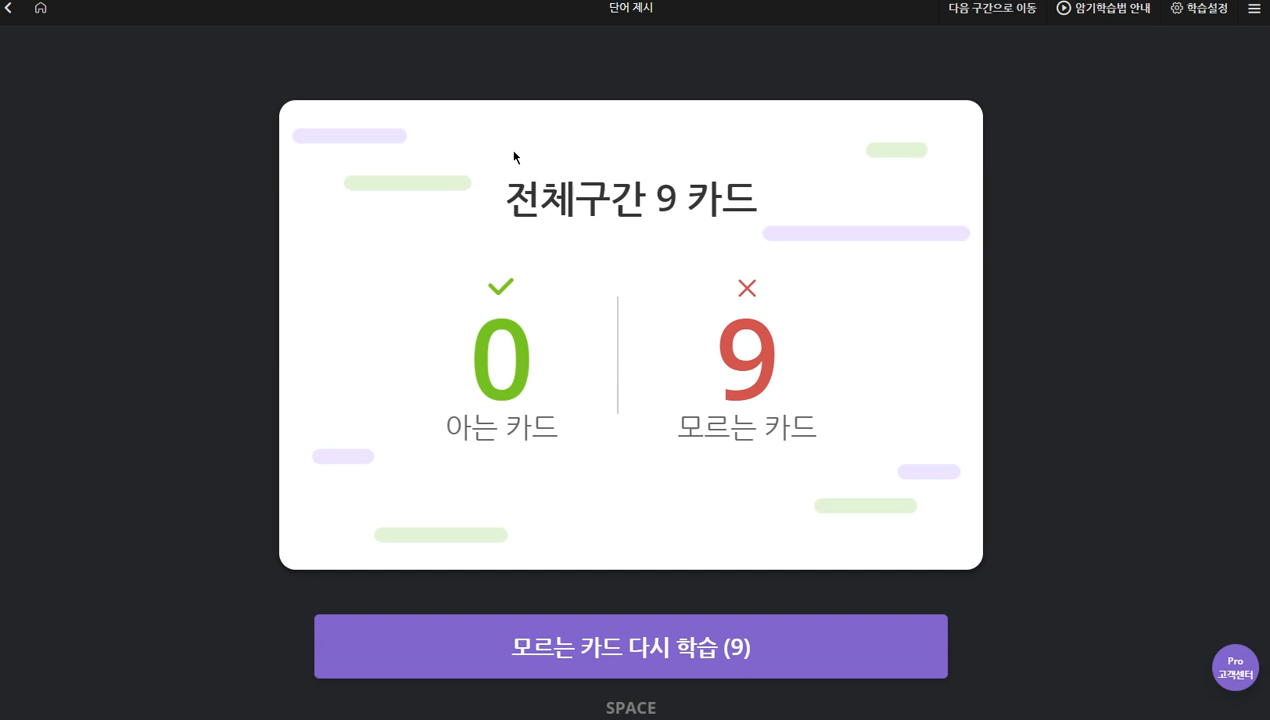 단어 제시
다음 구간으로 이동
암기학습법 안내
학습설정
전체구간 9 카드
0
아는 카드
9
모르는 카드
모르는 카드 다시 학습 (9)
SPACE
Pro
고객센터